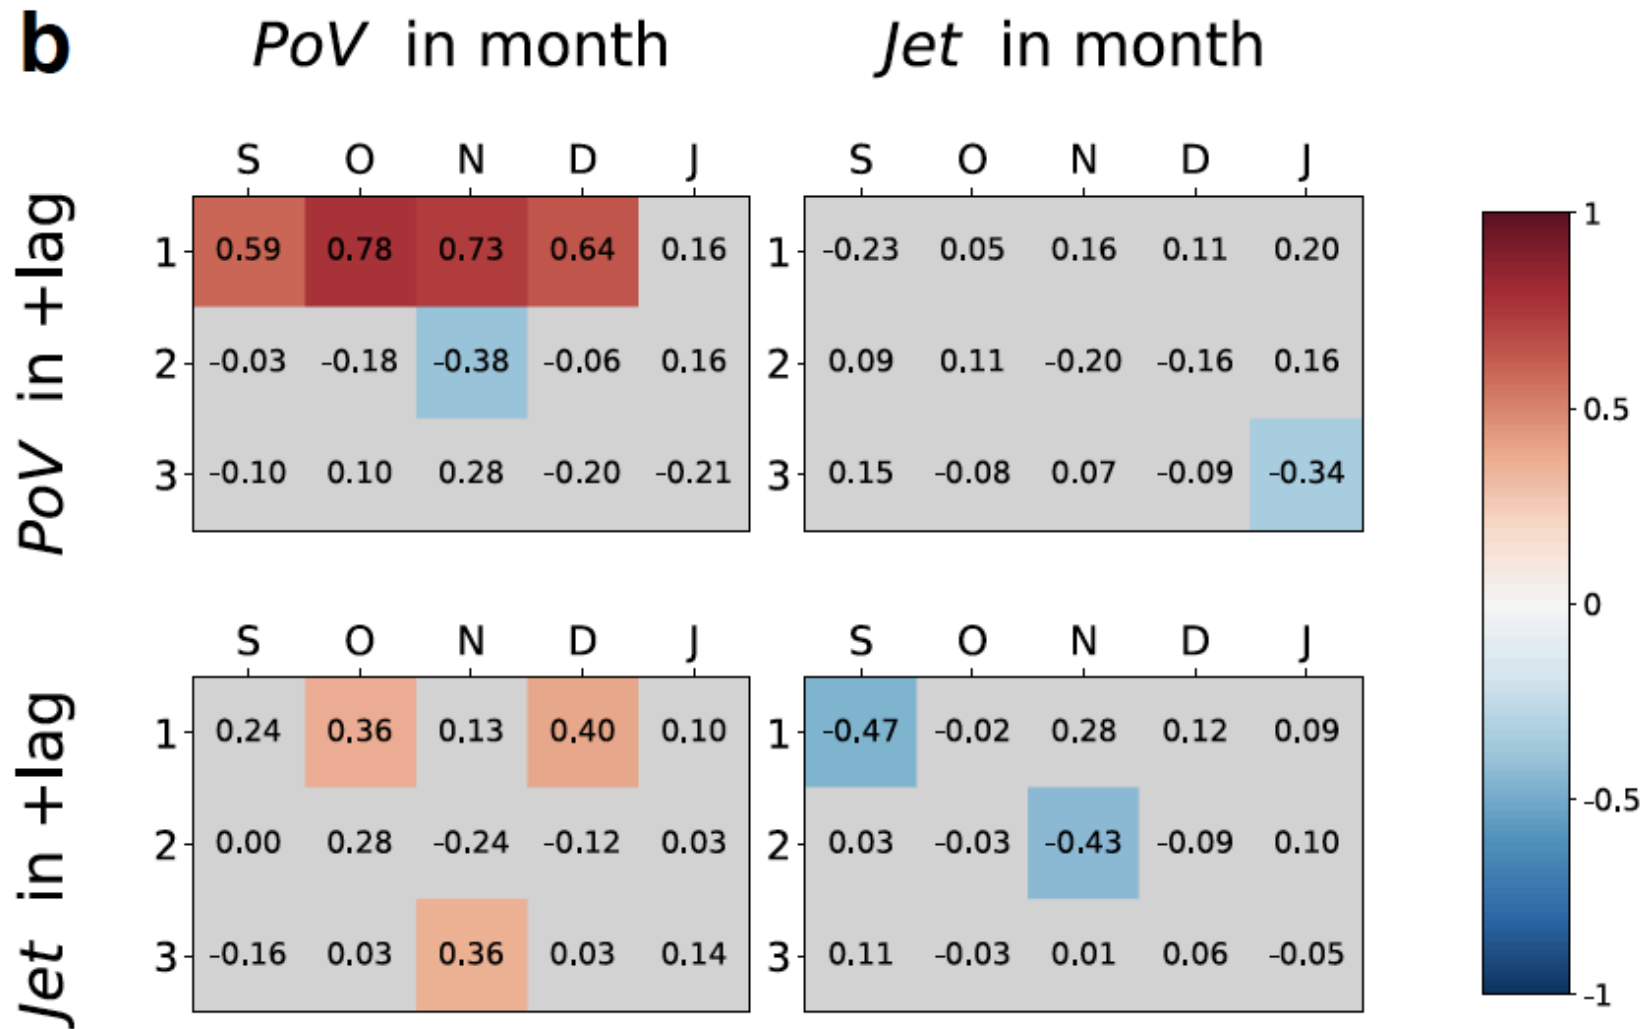 b
PoV in month
Jet in month
S O N D J
S O N D J
PoV in +lag
1 0.59 0.78 0.73 0.64 0.16
2 -0.03 -0.18 -0.38 -0.06 0.16
3 -0.10 0.10 0.28 -0.20 -0.21
1 -0.23 0.05 0.16 0.11 0.20
2 0.09 0.11 -0.20 -0.16 0.16
3 0.15 -0.08 0.07 -0.09 -0.34
S O N D J
S O N D J
Jet in +lag
1 0.24 0.36 0.13 0.40 0.10
2 0.00 0.28 -0.24 -0.12 0.03
3 -0.16 0.03 0.36 0.03 0.14
1 -0.47 -0.02 0.28 0.12 0.09
2 0.03 -0.03 -0.43 -0.09 0.10
3 0.11 -0.03 0.01 0.06 -0.05
1
0.5
0
-0.5
-1